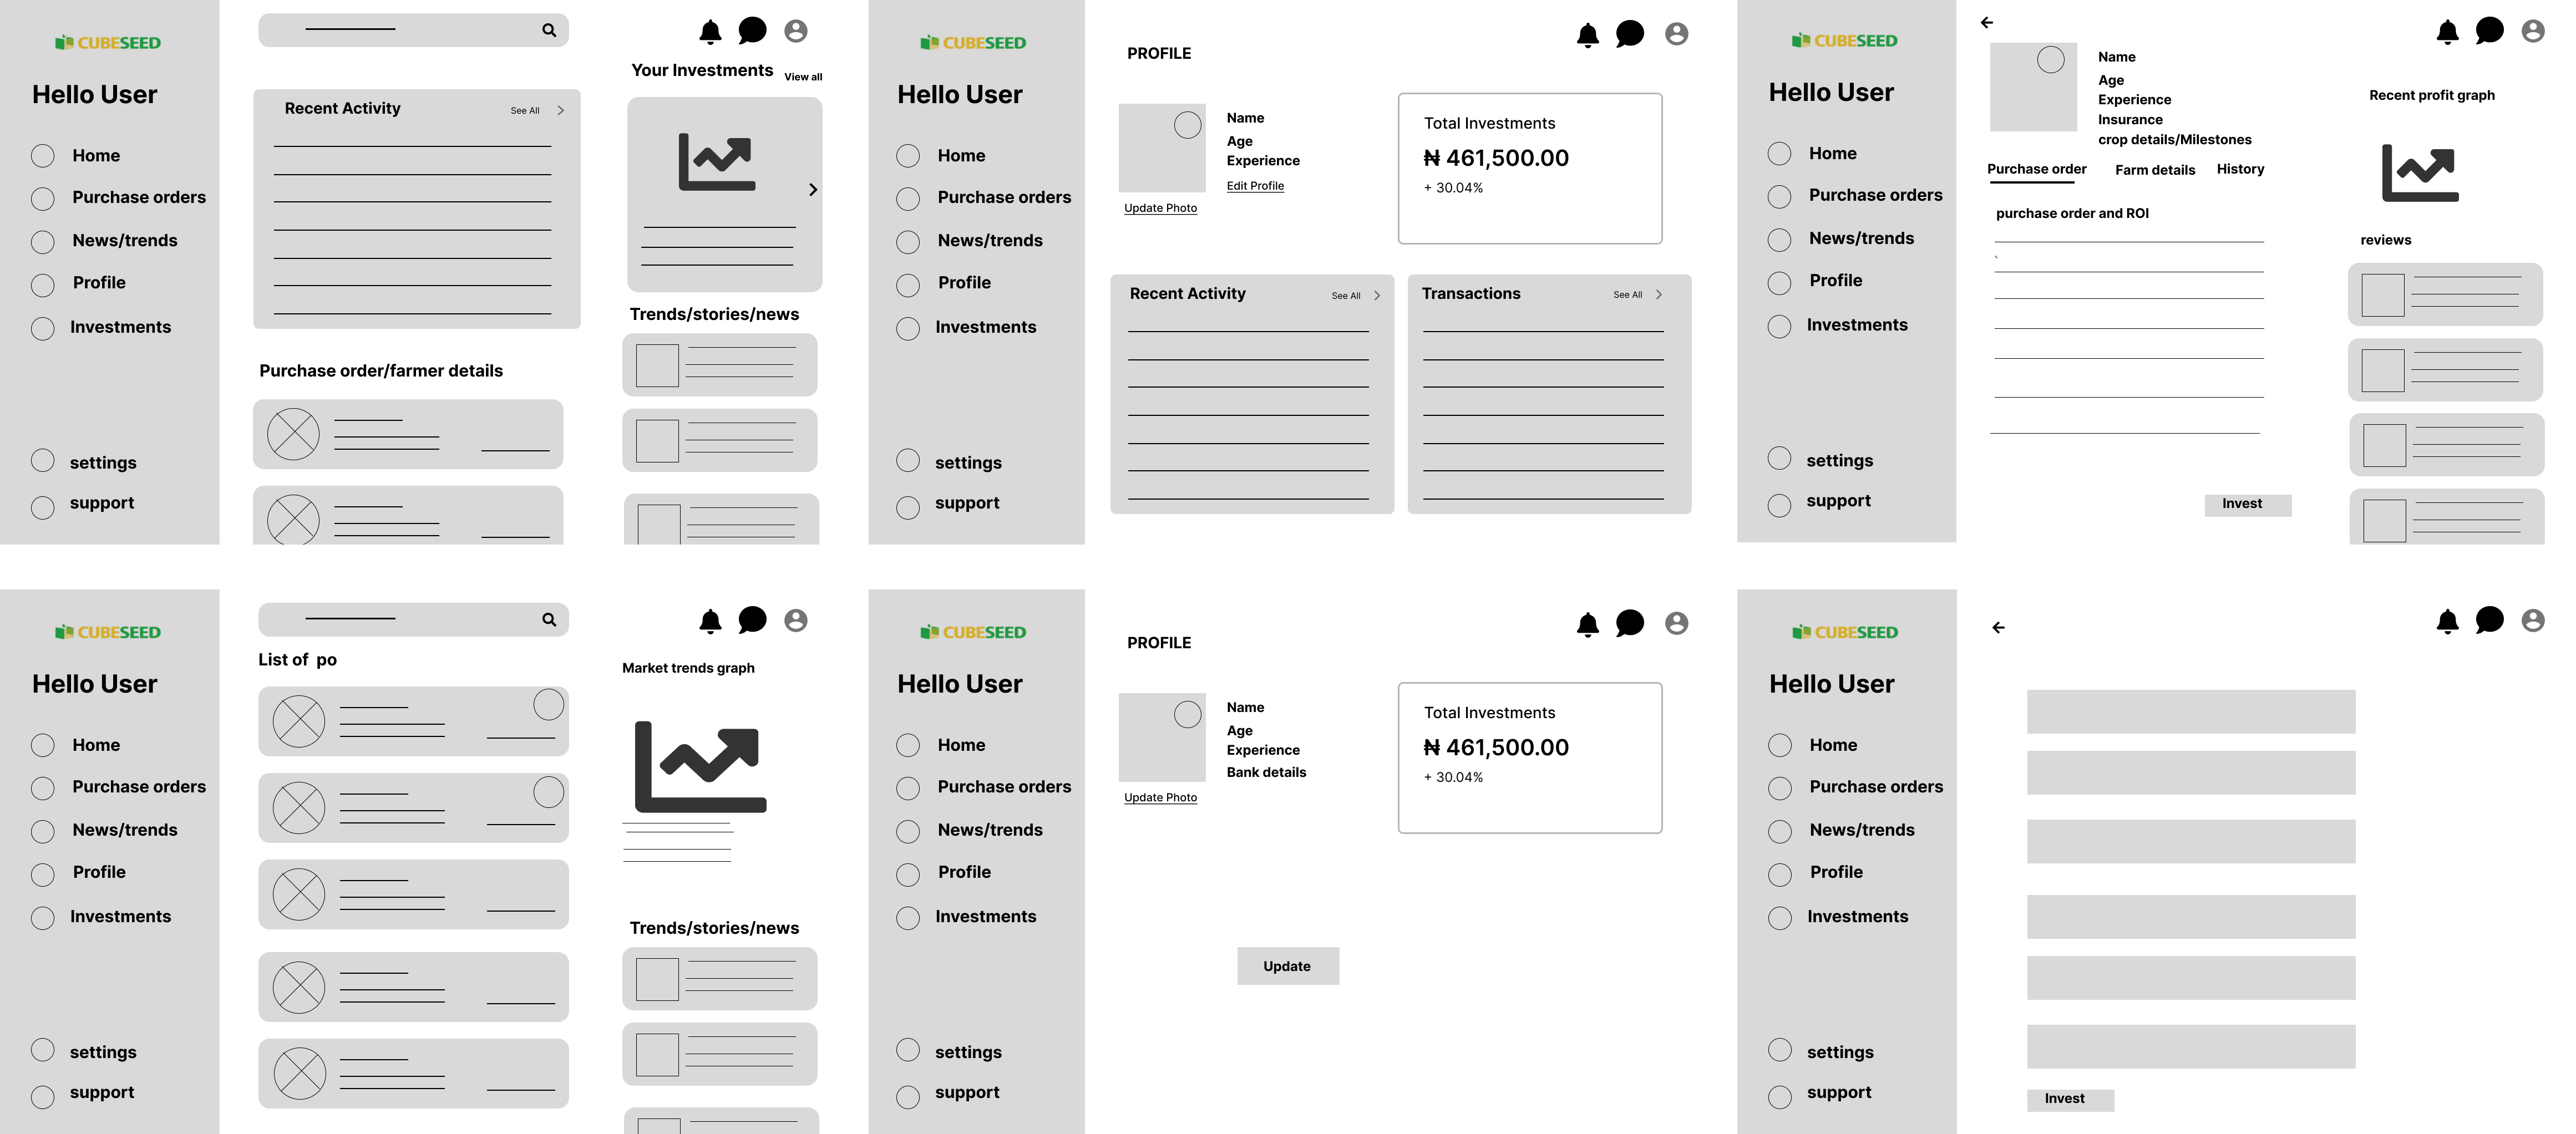 CUBESEED
Hello User
Home
Purchase orders
News/trends
Profile
Investments
settings
support
Recent Activity
See All
Purchase order/farmer details
Your Investments
View all
Trends/stories/news
CUBESEED
Hello User
Home
Purchase orders
News/trends
Profile
Investments
settings
support
PROFILE
Update Photo
Name
Age
Experience
Edit Profile
Total Investments
₦ 461,500.00
+ 30.04%
Recent Activity
See All
Transactions
See All
CUBESEED
Hello User
Home
Purchase orders
News/trends
Profile
Investments
settings
support
Name
Age
Experience
Insurance
crop details/Milestones
Purchase order
Farm details
History
purchase order and ROI
Invest
Recent profit graph
reviews
CUBESEED
Hello User
Home
Purchase orders
News/trends
Profile
Investments
settings
support
List of po
Market trends graph
Trends/stories/news
CUBESEED
Hello User
Home
Purchase orders
News/trends
Profile
Investments
settings
support
PROFILE
Update Photo
Name
Age
Experience
Bank details
Total Investments
₦ 461,500.00
+ 30.04%
Update
CUBESEED
Hello User
Home
Purchase orders
News/trends
Profile
Investments
settings
support
Invest